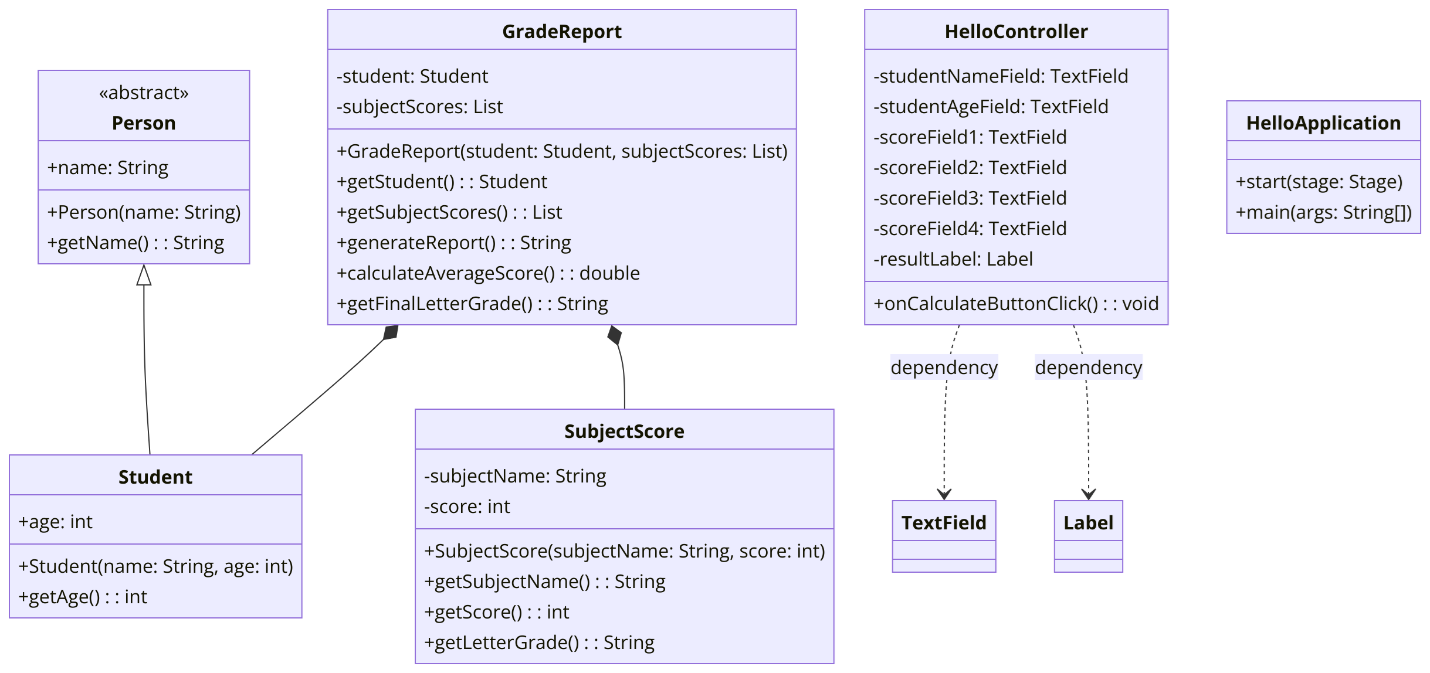 «abstract»
Person
+name: String
+Person(name: String)
+getName() : : String
GradeReport
-student: Student
-subjectScores: List
+GradeReport(student: Student, subjectScores: List)
+getStudent() : : Student
+getSubjectScores() : : List
+generateReport() : : String
+calculateAverageScore() : : double
+getFinalLetterGrade() : : String
HelloController
-studentNameField: TextField
-studentAgeField: TextField
-scoreField1: TextField
-scoreField2: TextField
-scoreField3: TextField
-scoreField4: TextField
-resultLabel: Label
+onCalculateButtonClick() : : void
HelloApplication
+start(stage: Stage)
+main(args: String[])
dependency
dependency
Student
+age: int
+Student(name: String, age: int)
+getAge() : : int
SubjectScore
-subjectName: String
-score: int
+SubjectScore(subjectName: String, score: int)
+getSubjectName() : : String
+getScore() : : int
+getLetterGrade() : : String
TextField
Label